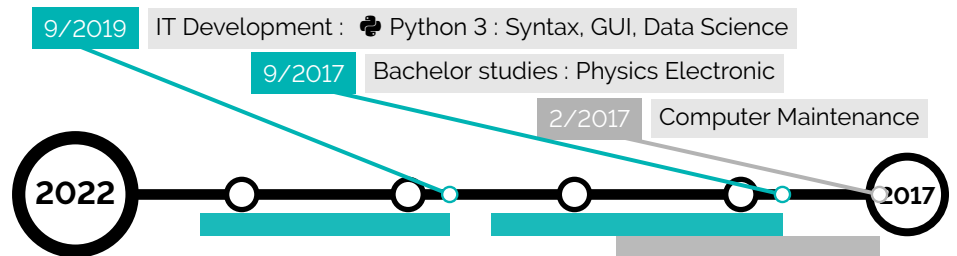 9/2019 IT Development : Python 3 : Syntax, GUI, Data Science
9/2017 Bachelor studies : Physics Electronic
2/2017 Computer Maintenance
2022 2017